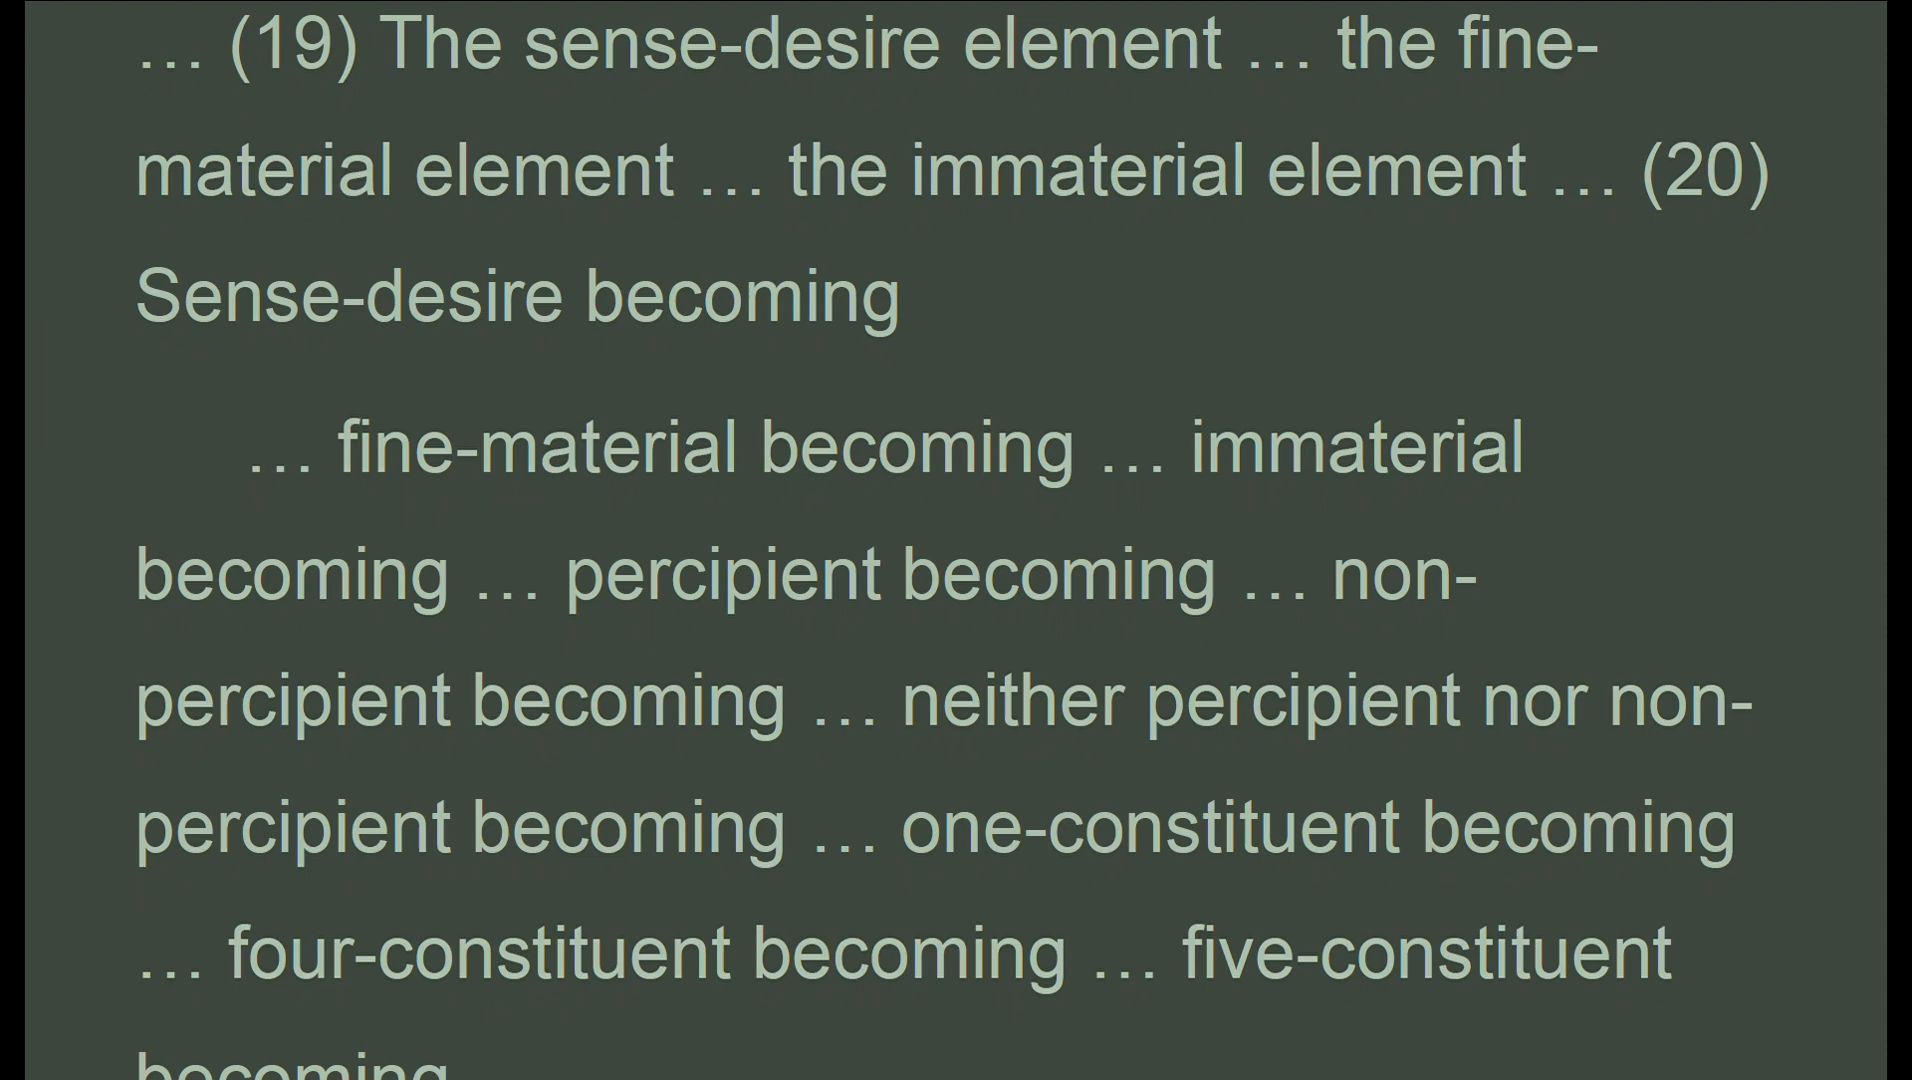 … (19) The sense-desire element … the fine-
material element … the immaterial element … (20)
Sense-desire becoming
… fine-material becoming … immaterial
becoming … percipient becoming … non-
percipient becoming … neither percipient nor non-
percipient becoming … one-constituent becoming
… four-constituent becoming … five-constituent
becoming